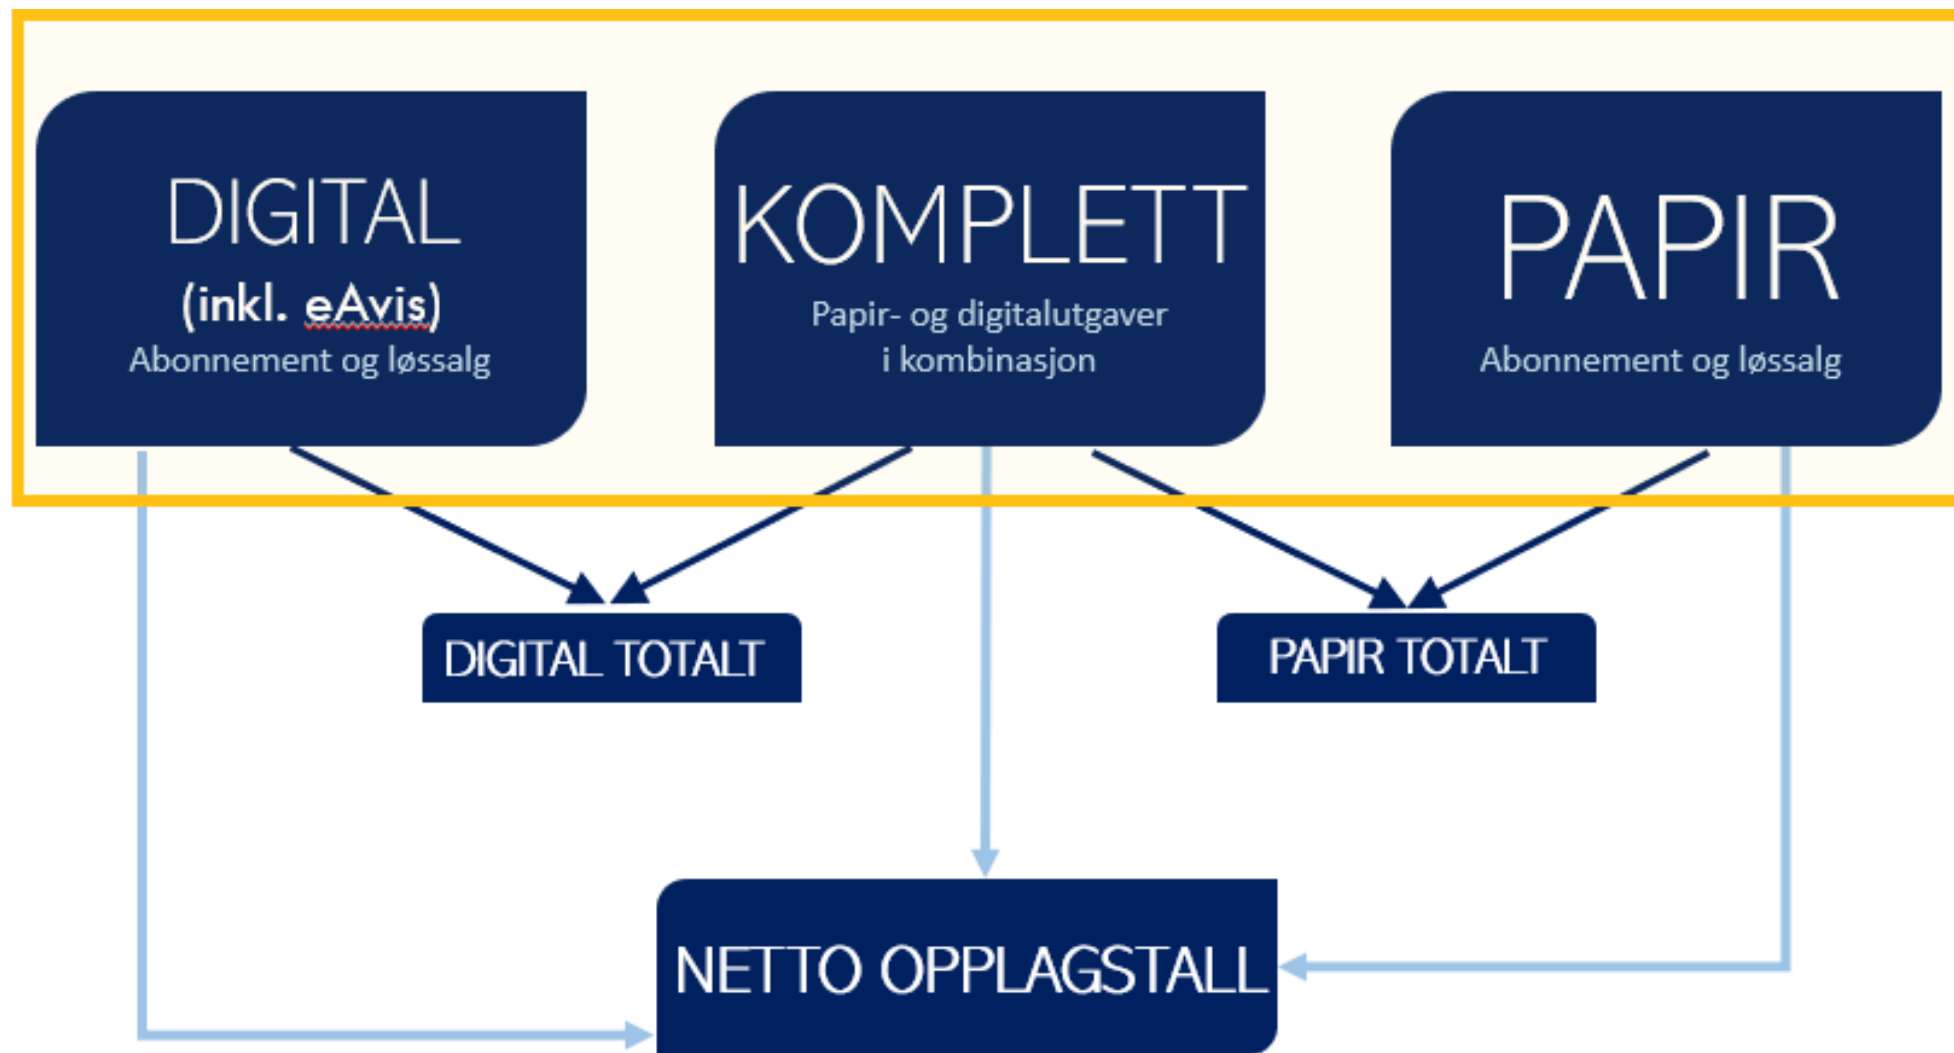 DIGITAL
(inkl. eAvis)
Abonnement og løssalg
KOMPLETT
Papir- og digitalutgaver
i kombinasjon
PAPIR
Abonnement og løssalg
DIGITAL TOTALT
PAPIR TOTALT
NETTO OPPLAGSTALL